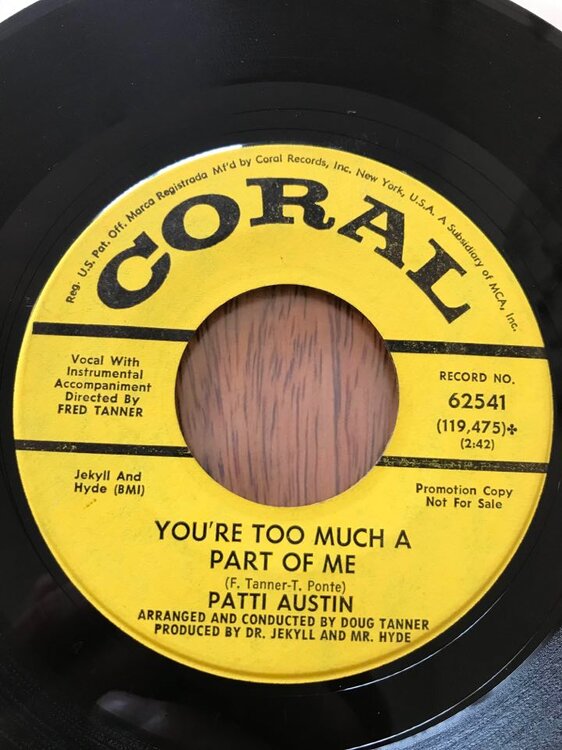 Reg. U.S. Pat. Off. Marca Registrada Mf'd by Coral Records, Inc. New York, U.S.A. A Subsidiary of MCA, Inc.
CORAL
Vocal With
Instrumental
Accompaniment
Directed By
FRED TANNER
RECORD NO.
62541
(119,475)✤
(2:42)
Jekyll And
Hyde (BMI)
Promotion Copy
Not For Sale
YOU'RE TOO MUCH A
PART OF ME
(F. Tanner-T. Ponte)
PATTI AUSTIN
ARRANGED AND CONDUCTED BY DOUG TANNER
PRODUCED BY DR. JEKYLL AND MR. HYDE